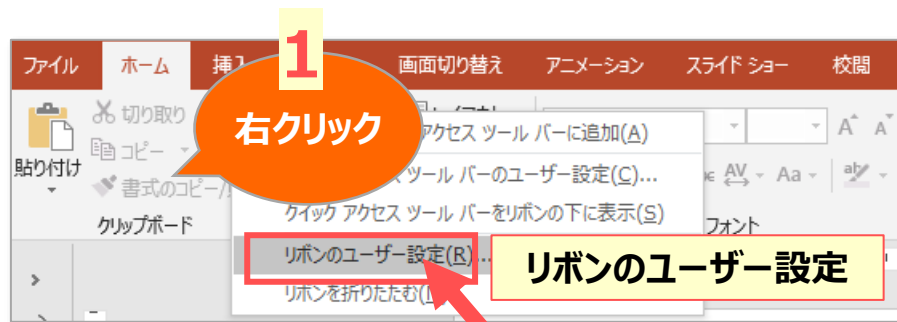 1
ファイル ホーム 挿入 画面切り替え アニメーション スライド ショー 校閲
右クリック
切り取り
アクセス ツール バーに追加(A)
コピー
貼り付け
ツール バーのユーザー設定(C)...
書式のコピー/
クイック アクセス ツール バーをリボンの下に表示(S)
クリップボード
フォント
リボンのユーザー設定(R)...
リボンのユーザー設定
リボンを折りたたむ